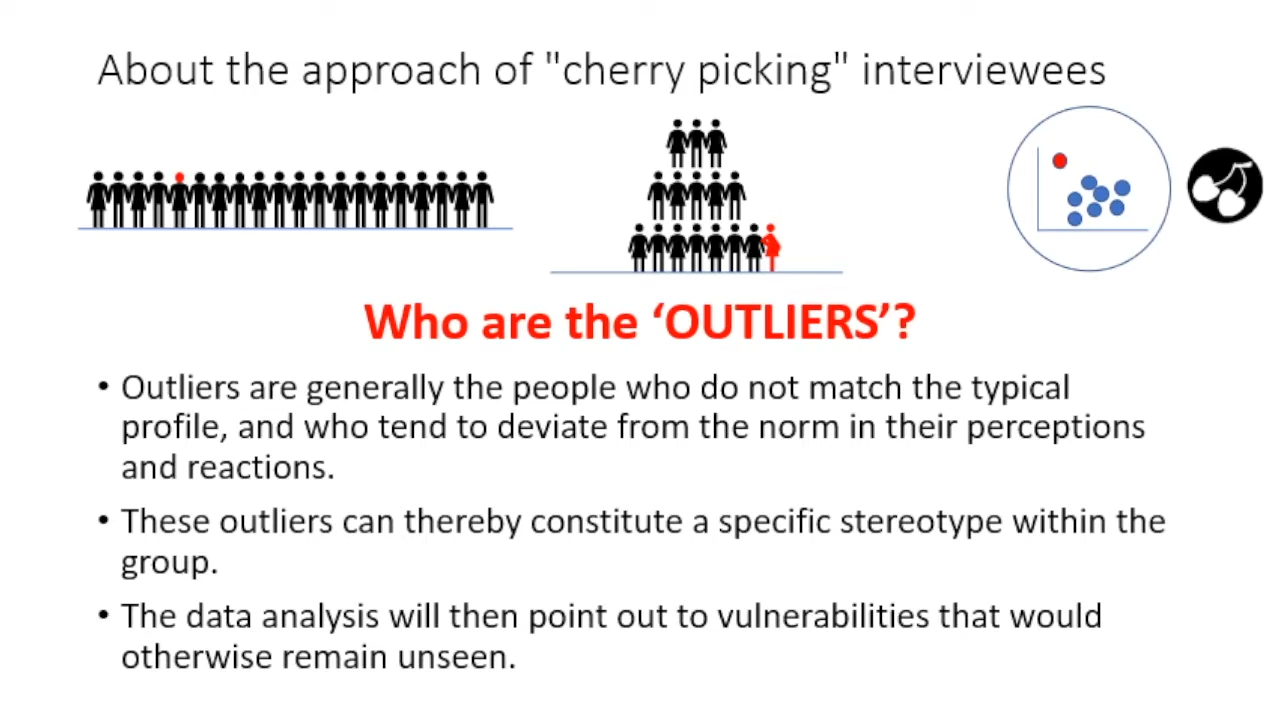 About the approach of "cherry picking" interviewees
Who are the ‘OUTLIERS’?
• Outliers are generally the people who do not match the typical
profile, and who tend to deviate from the norm in their perceptions
and reactions.
• These outliers can thereby constitute a specific stereotype within the
group.
• The data analysis will then point out to vulnerabilities that would
otherwise remain unseen.